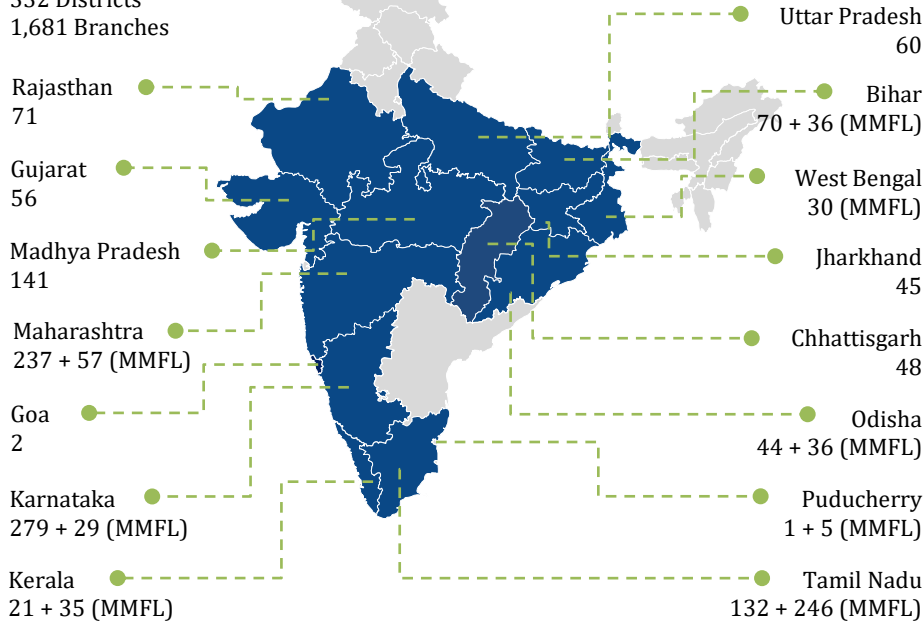 332 Districts
1,681 Branches
Rajasthan
71
Gujarat
56
Madhya Pradesh
141
Maharashtra
237 + 57 (MMFL)
Goa
2
Karnataka
279 + 29 (MMFL)
Kerala
21 + 35 (MMFL)
Uttar Pradesh
60
Bihar
70 + 36 (MMFL)
West Bengal
30 (MMFL)
Jharkhand
45
Chhattisgarh
48
Odisha
44 + 36 (MMFL)
Puducherry
1 + 5 (MMFL)
Tamil Nadu
132 + 246 (MMFL)